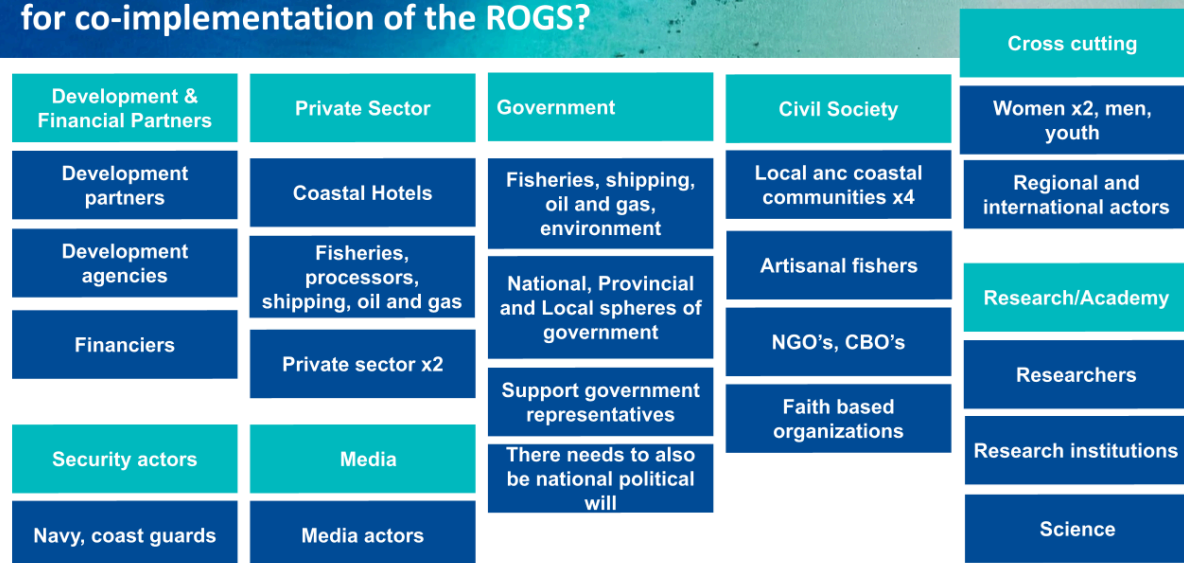 for co-implementation of the ROGS?
Development &
Financial Partners
Development
partners
Development
agencies
Financiers
Security actors
Navy, coast guards
Private Sector
Coastal Hotels
Fisheries,
processors,
shipping, oil and gas
Private sector x2
Media
Media actors
Government
Fisheries, shipping,
oil and gas,
environment
National, Provincial
and Local spheres of
government
Support government
representatives
There needs to also
be national political
will
Civil Society
Local anc coastal
communities x4
Artisanal fishers
NGO’s, CBO’s
Faith based
organizations
Cross cutting
Women x2, men,
youth
Regional and
international actors
Research/Academy
Researchers
Research institutions
Science